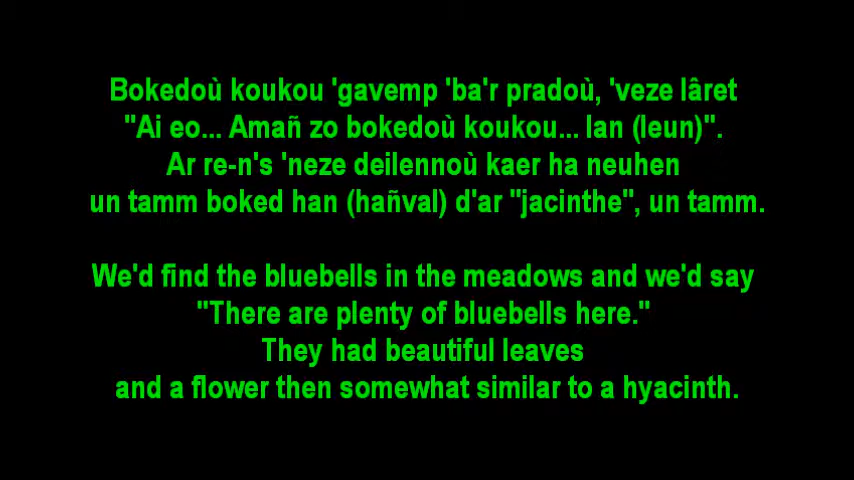 Bokedoù koukou 'gavemp 'ba'r pradoù, 'veze lâret
"Ai eo... Amañ zo bokedoù koukou... lan (leun)".
Ar re-n's 'neze deilennoù kaer ha neuhen
un tamm boked han (hañval) d'ar "jacinthe", un tamm.
We'd find the bluebells in the meadows and we'd say
"There are plenty of bluebells here."
They had beautiful leaves
and a flower then somewhat similar to a hyacinth.